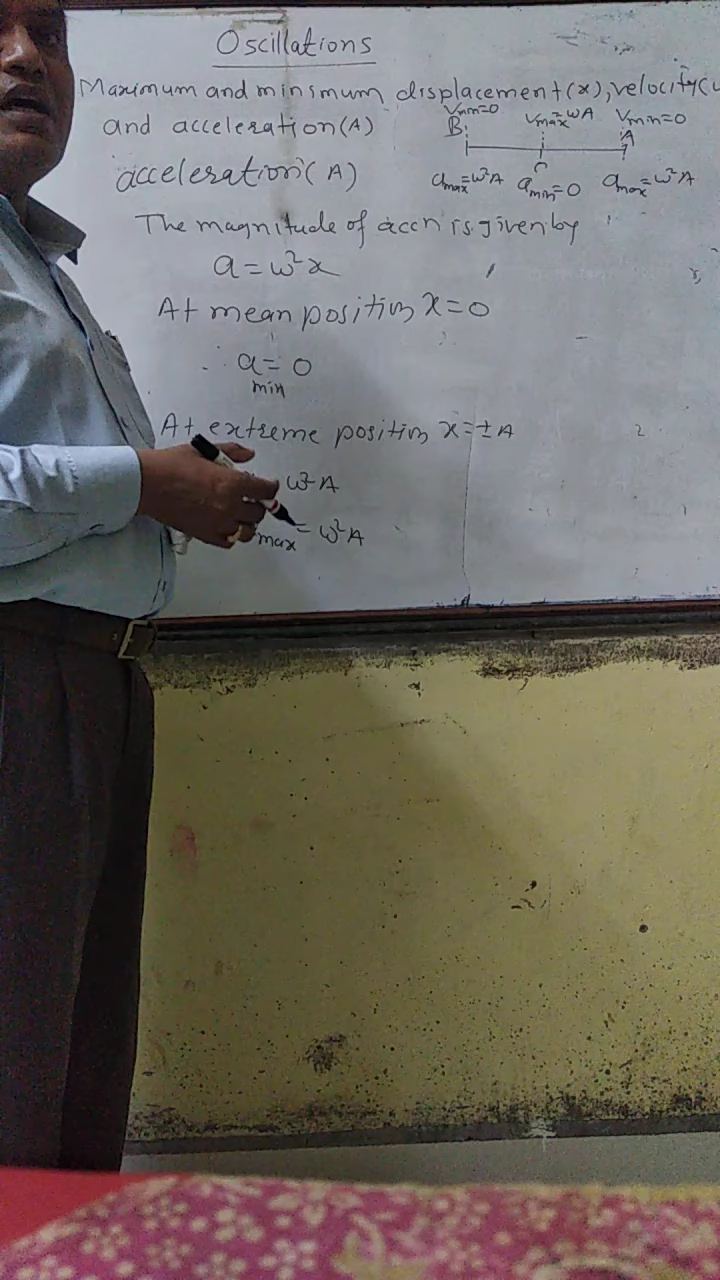 Oscillations
Maximum and minimum displacement(x), velocity(v
and acceleration(A)
Vmin=0 Vmax=ωA Vmin=0
B A
C
amax=ω²A amin=0 amax=ω²A
acceleration(A)
The magnitude of accn is given by
a = ω²x
At mean position, x=0
∴ a = 0
min
At extreme position x=±A
ω²A
max = ω²A